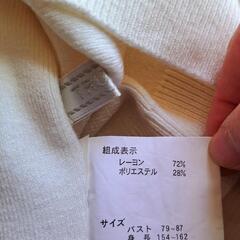 組成表示
レーヨン 72%
ポリエステル 28%
サイズ
バスト 79~87
身長 154~162